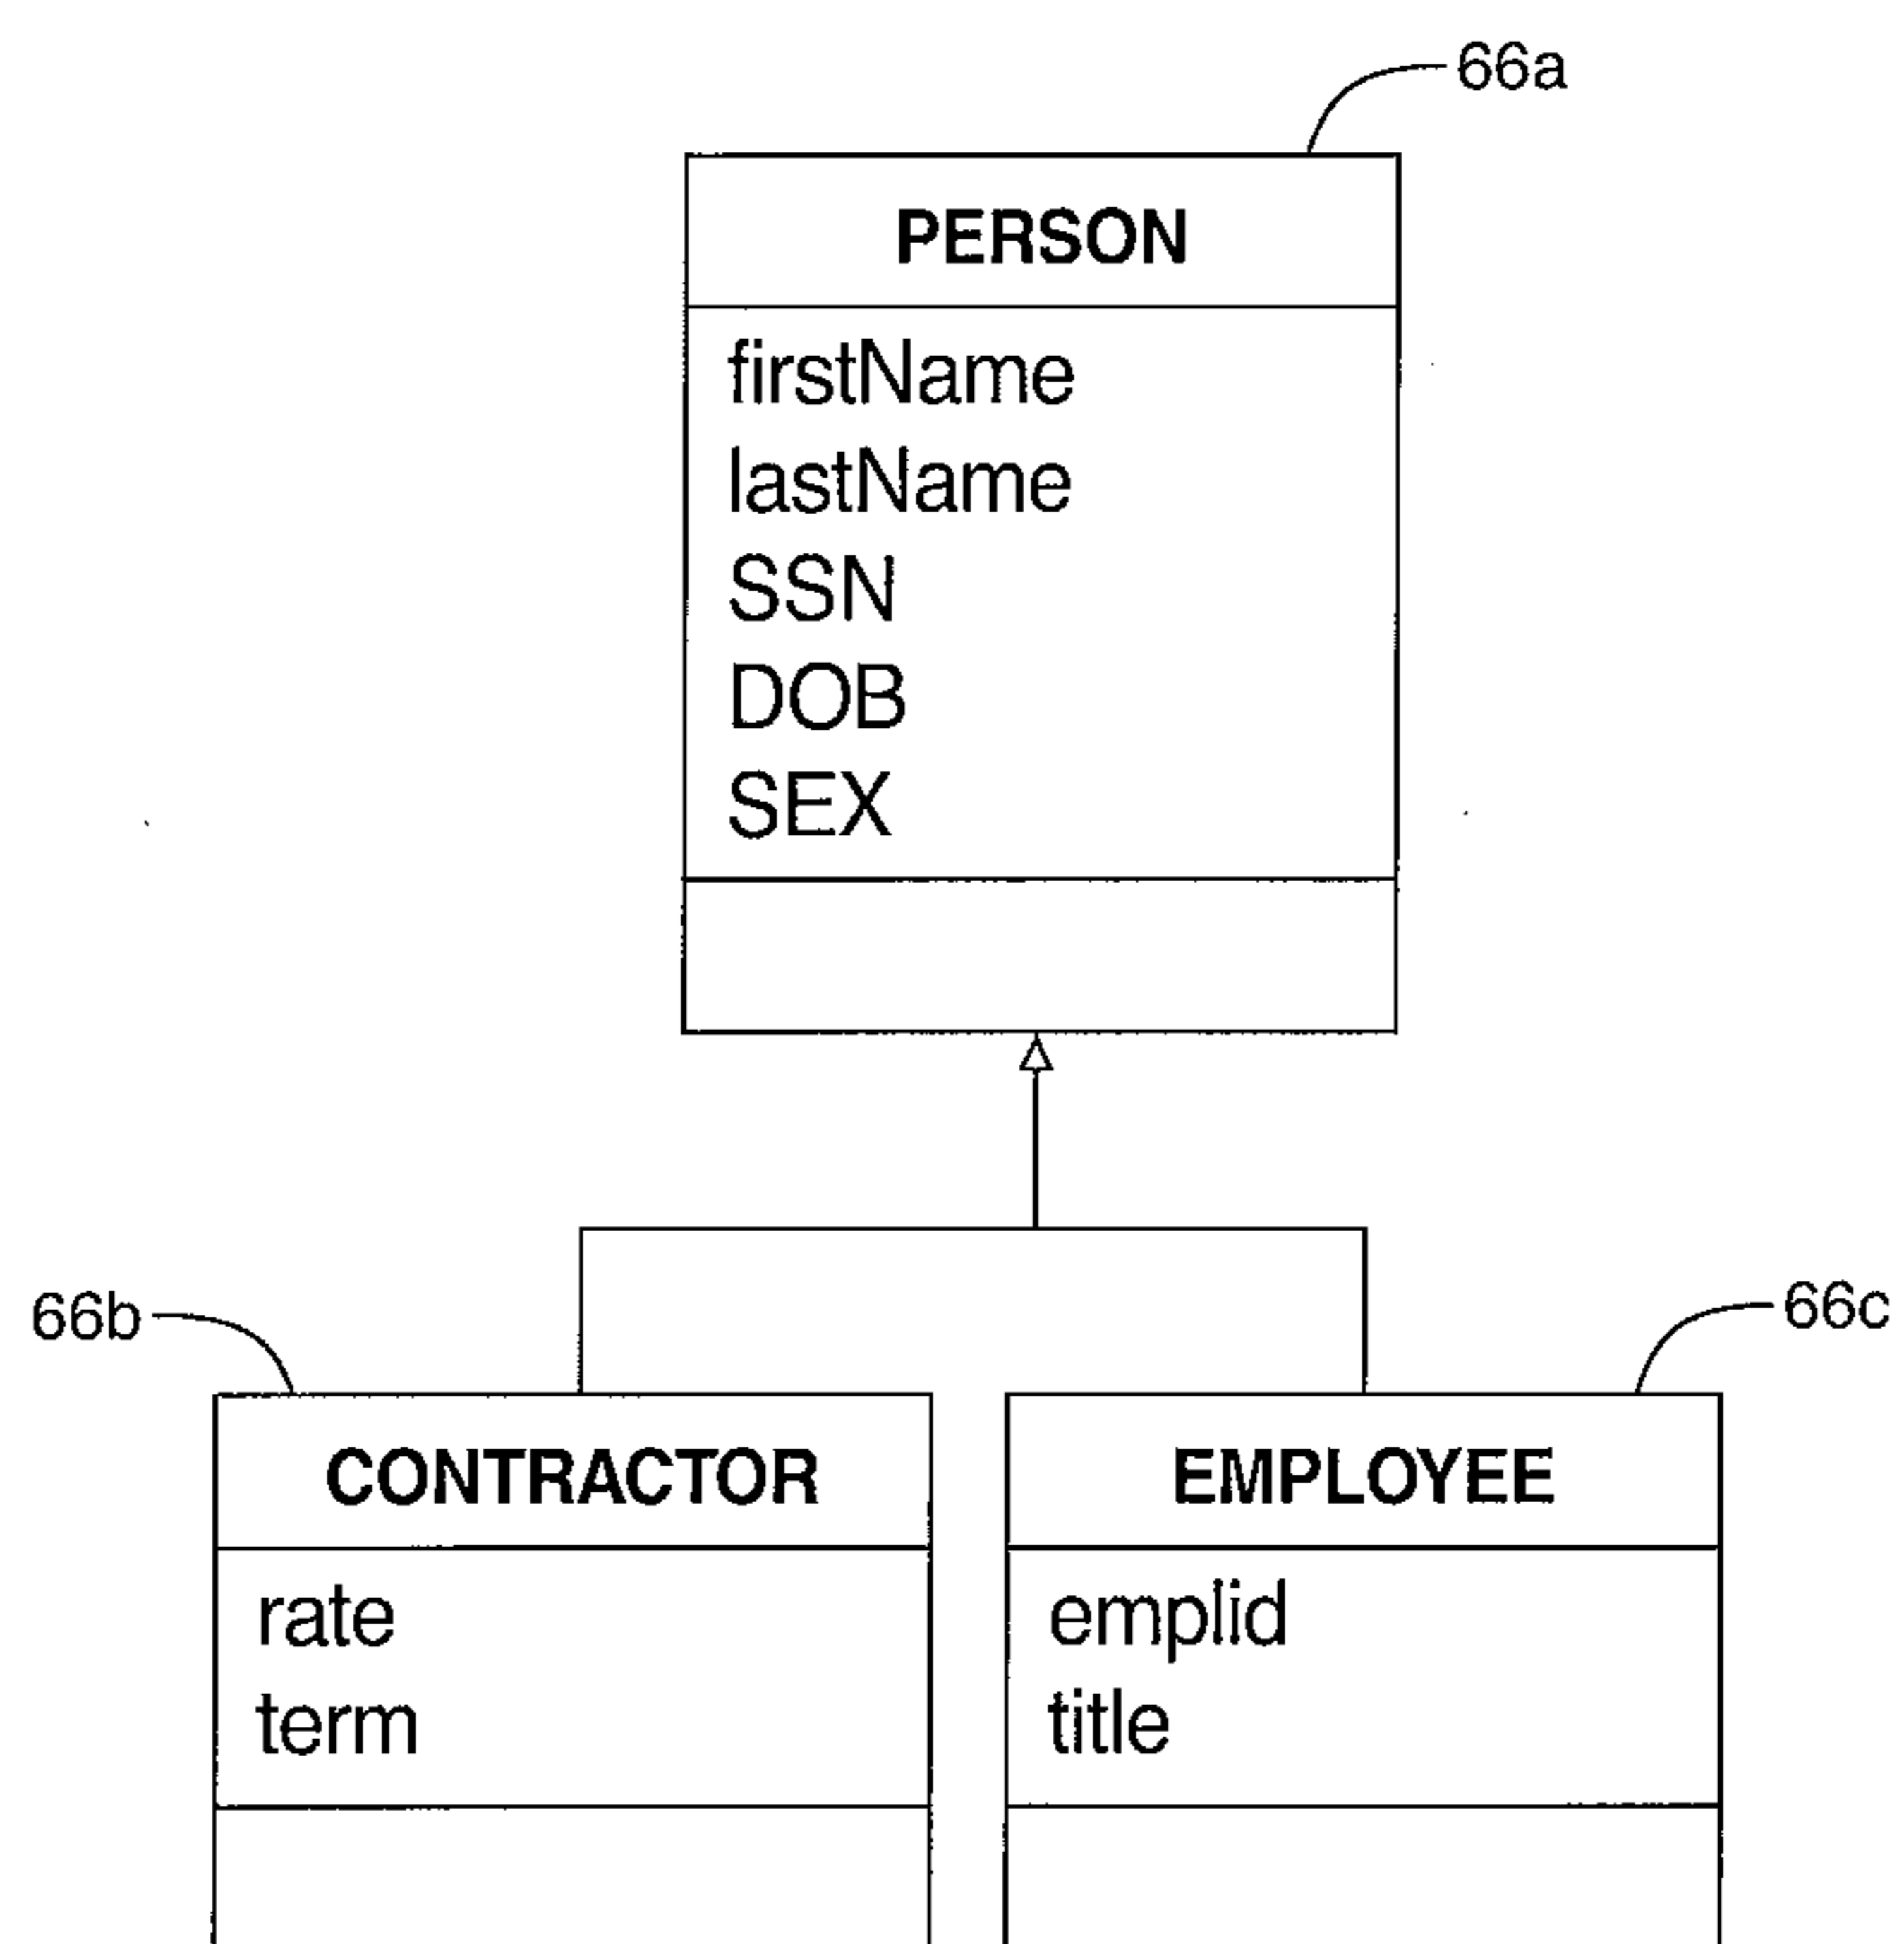 66a
PERSON
firstName
lastName
SSN
DOB
SEX
66b
66c
CONTRACTOR
rate
term
EMPLOYEE
emplid
title